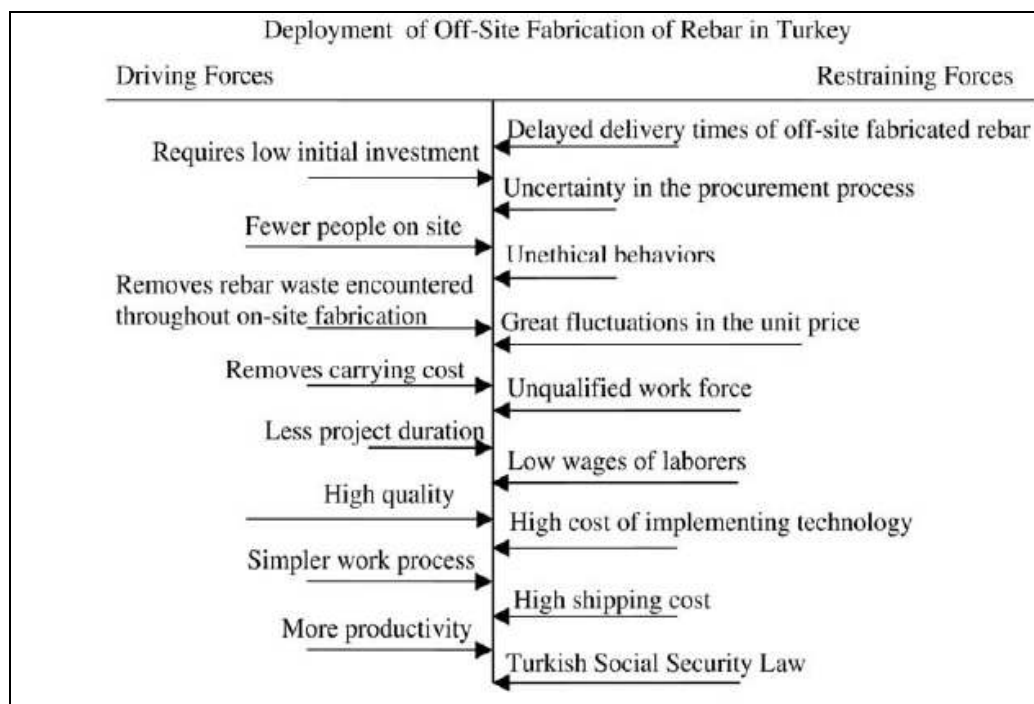 Deployment of Off-Site Fabrication of Rebar in Turkey
Driving Forces
Restraining Forces
Requires low initial investment
Fewer people on site
Removes rebar waste encountered
throughout on-site fabrication
Removes carrying cost
Less project duration
High quality
Simpler work process
More productivity
Delayed delivery times of off-site fabricated rebar
Uncertainty in the procurement process
Unethical behaviors
Great fluctuations in the unit price
Unqualified work force
Low wages of laborers
High cost of implementing technology
High shipping cost
Turkish Social Security Law